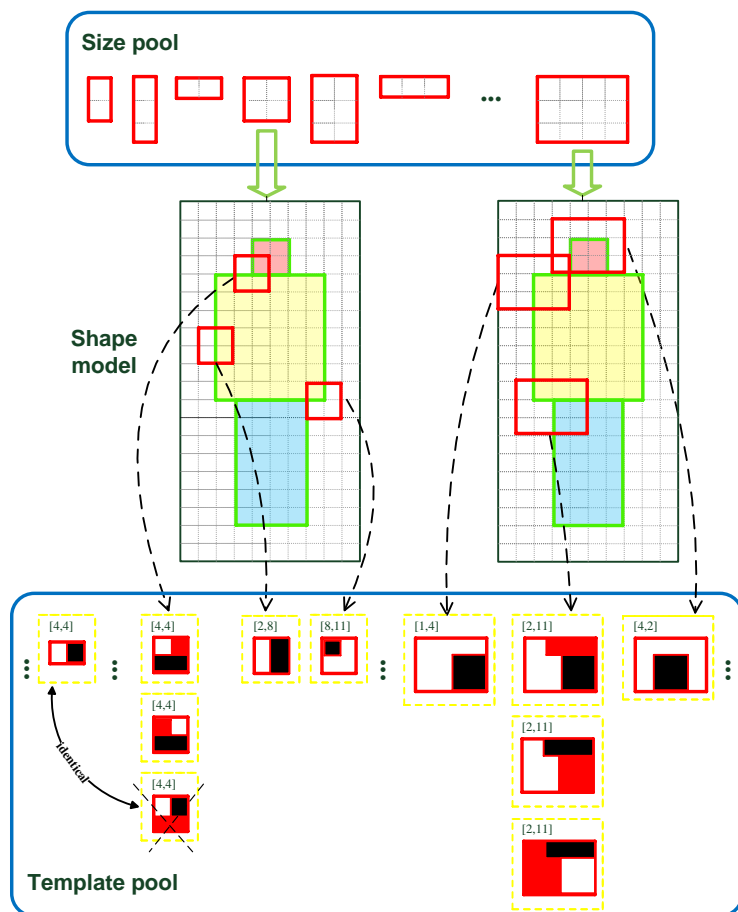 Size pool
...
Shape
model
[4,4]
[4,4]
[2,8]
[8,11]
[1,4]
[2,11]
[4,2]
[4,4]
[2,11]
identical
[4,4]
[2,11]
Template pool